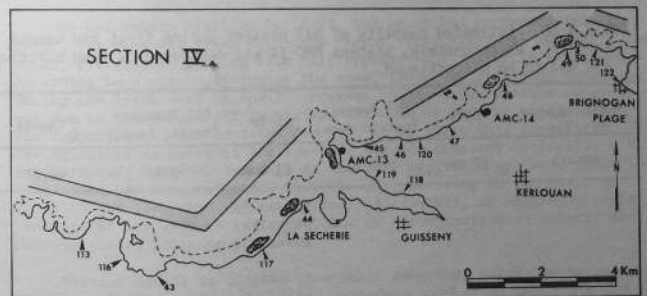 SECTION IV
49
50
121
122
BRIGNOGAN
PLAGE
48
AMC-14
45
46
120
47
AMC-13
119
118
N
KERLOUAN
44
LA SECHERIE
GUISSENY
113
116
43
117
0
2
4 Km